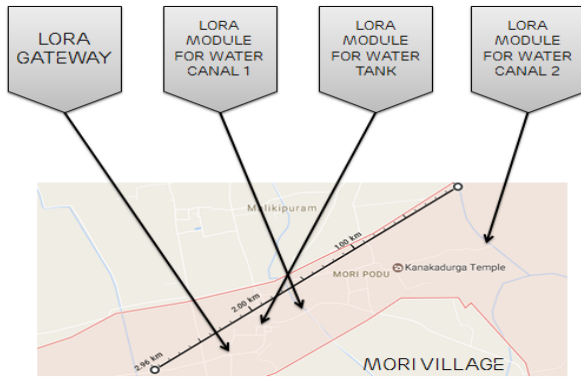 LORA
GATEWAY
LORA
MODULE
FOR WATER
CANAL 1
LORA
MODULE
FOR WATER
TANK
LORA
MODULE
FOR WATER
CANAL 2
Malikipuram
1.00 km
Kanakadurga Temple
MORI PODU
2.00 km
2.96 km
MORI VILLAGE